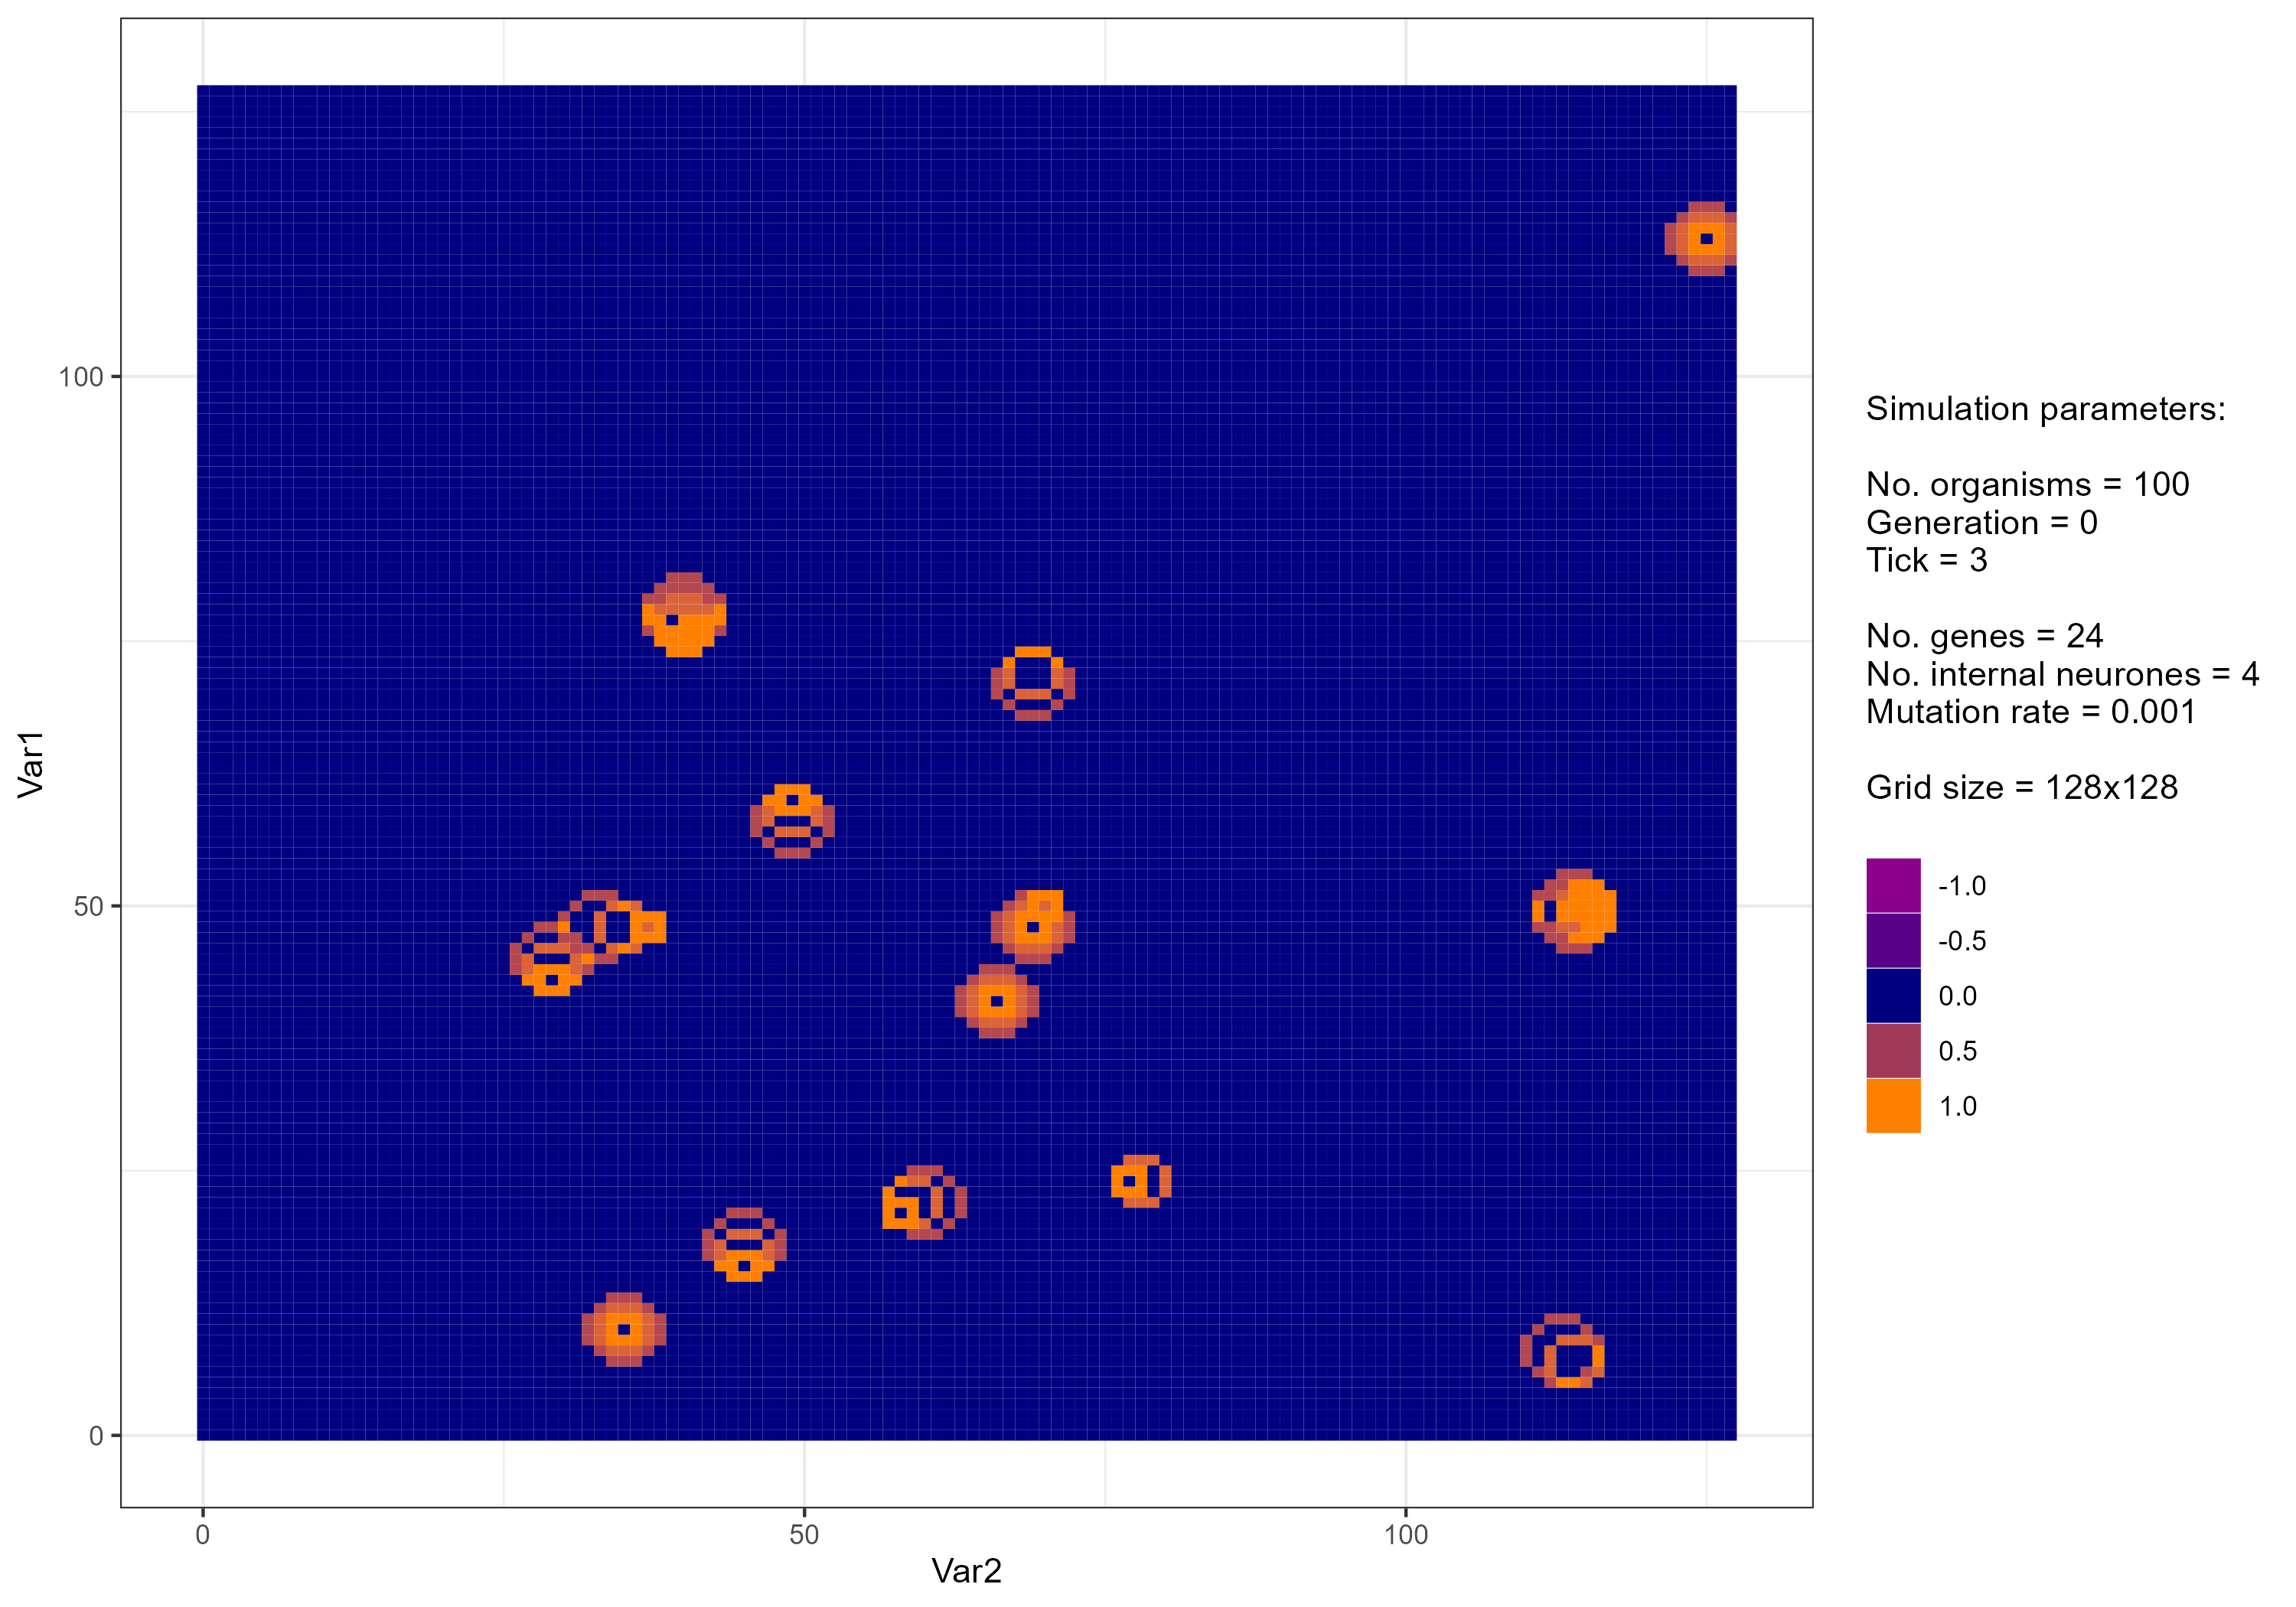 Var1
100
50
0
0
50
100
Var2
Simulation parameters:
No. organisms = 100
Generation = 0
Tick = 3
No. genes = 24
No. internal neurones = 4
Mutation rate = 0.001
Grid size = 128x128
-1.0
-0.5
0.0
0.5
1.0